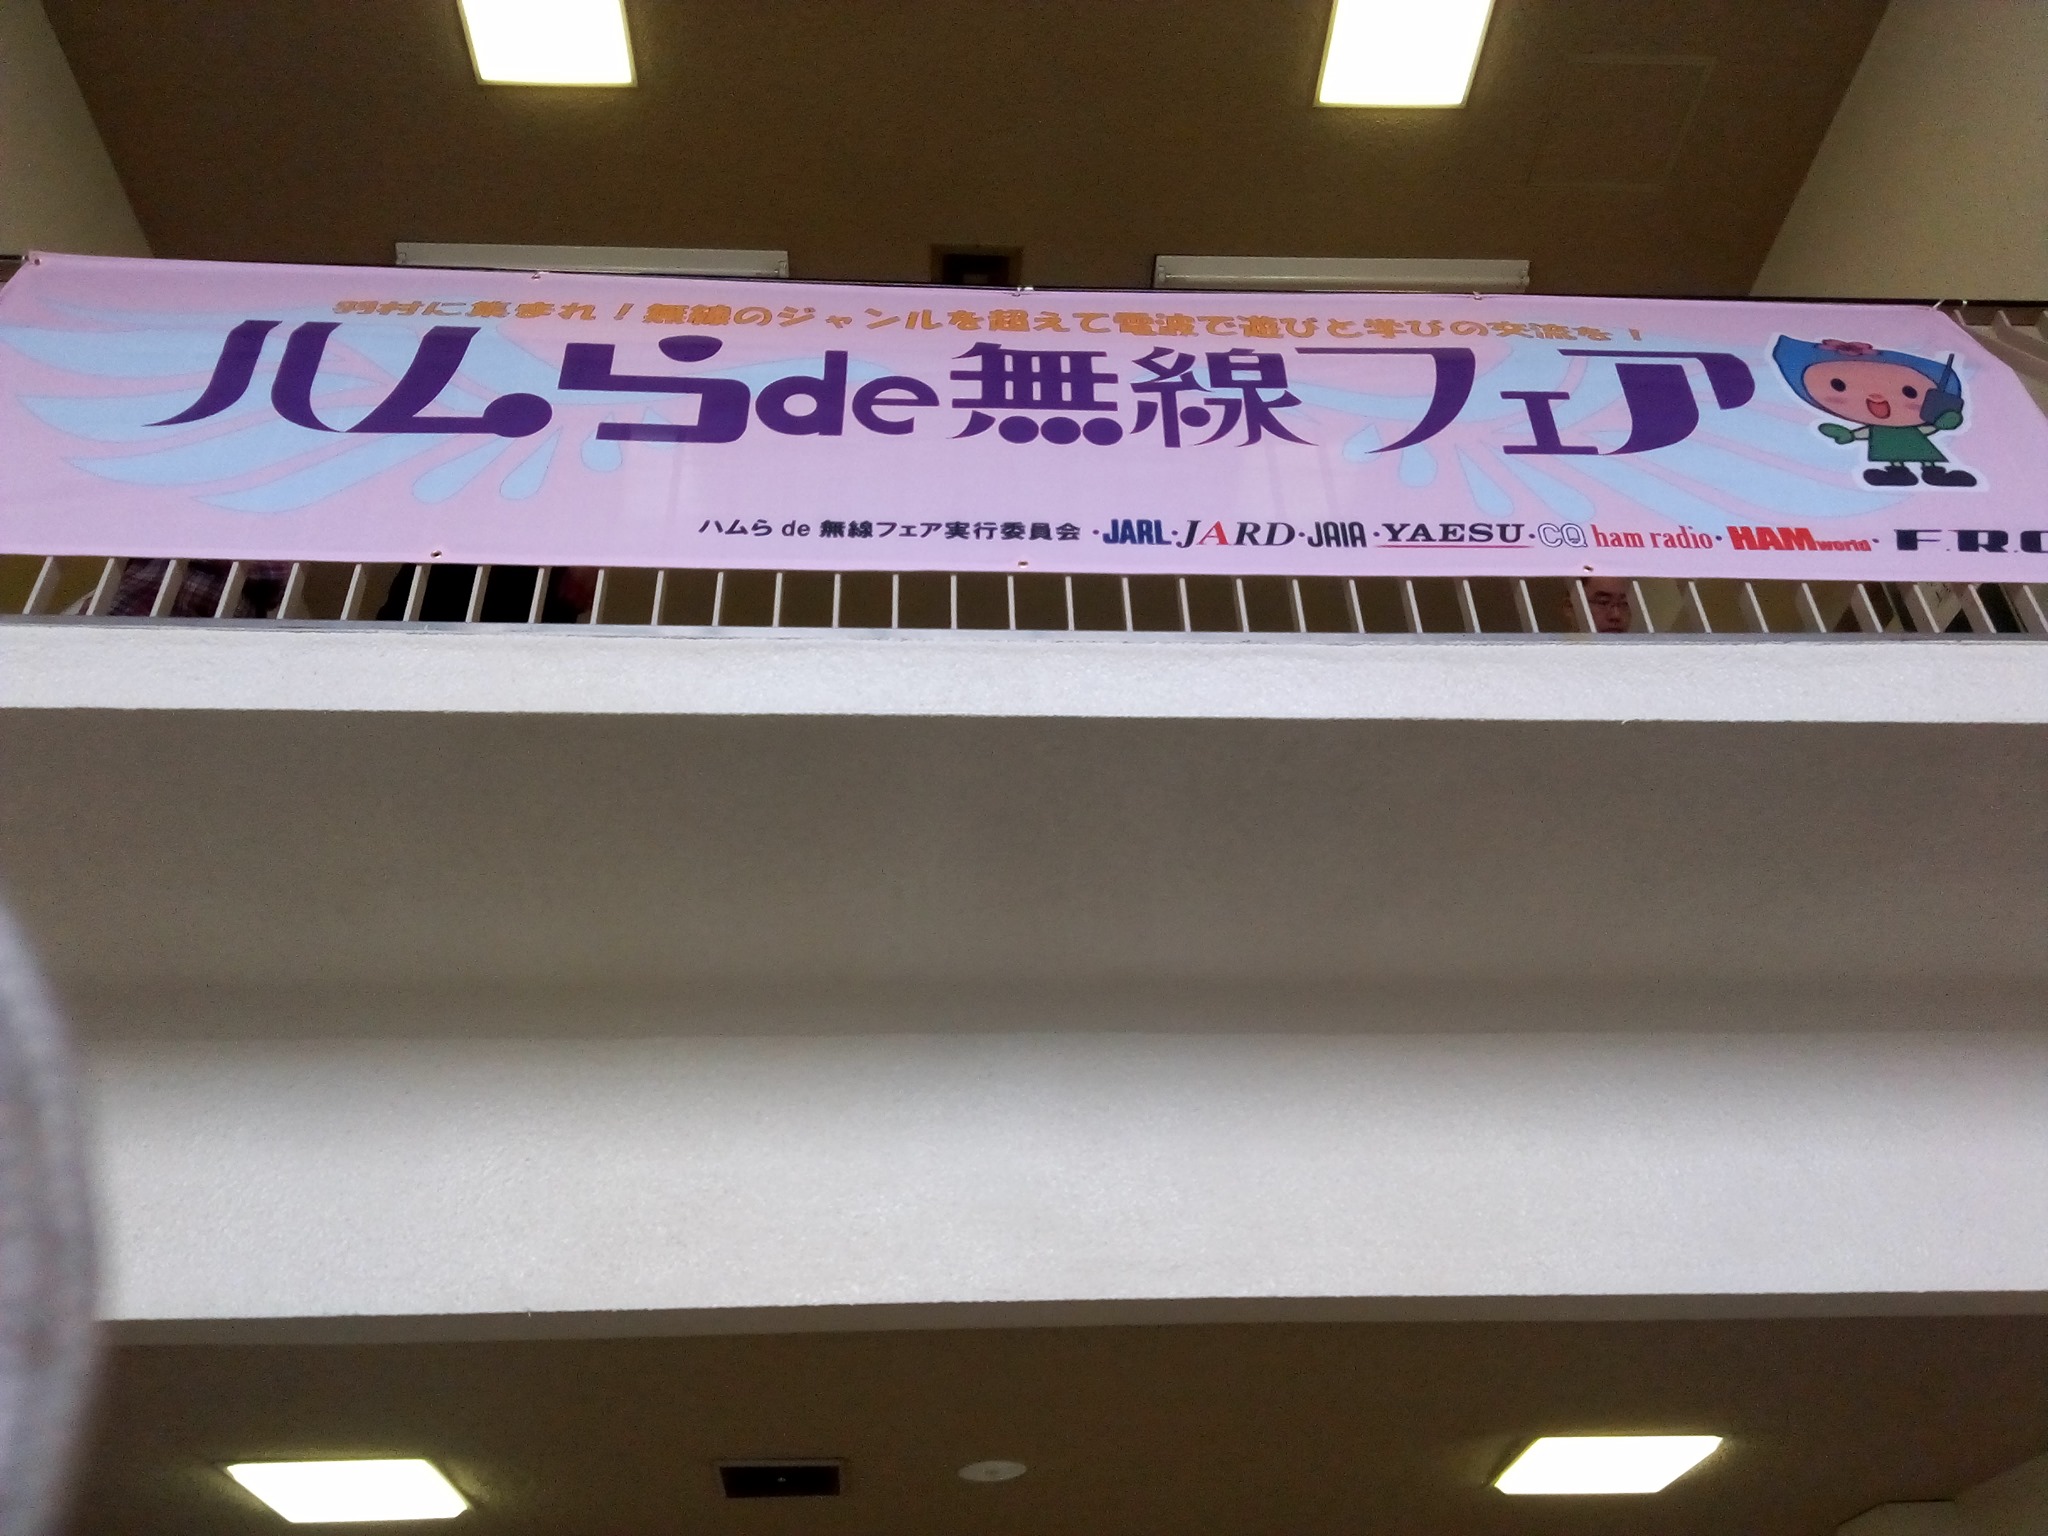 羽村に集まれ！無線のジャンルを超えて電波で遊びと学びの交流を！
ハムらde無線フェア
ハムら de 無線フェア実行委員会・JARL・JARD・JAIA・YAESU・CQ ham radio・HAM world・F.R.C